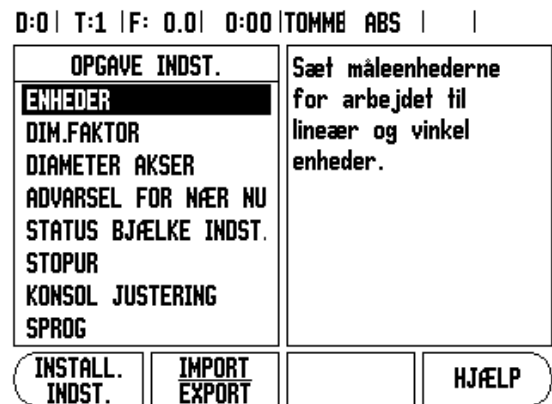 D:0 | T:1 | F: 0.0 | 0:00 | TOMME ABS | |
OPGAVE INDST.
ENHEDER
DIM.FAKTOR
DIAMETER AKSER
ADVARSEL FOR NÆR NU
STATUS BJÆLKE INDST.
STOPUR
KONSOL JUSTERING
SPROG
Sæt måleenhederne
for arbejdet til
lineær og vinkel
enheder.
INSTALL.
INDST.
IMPORT
EXPORT
HJÆLP